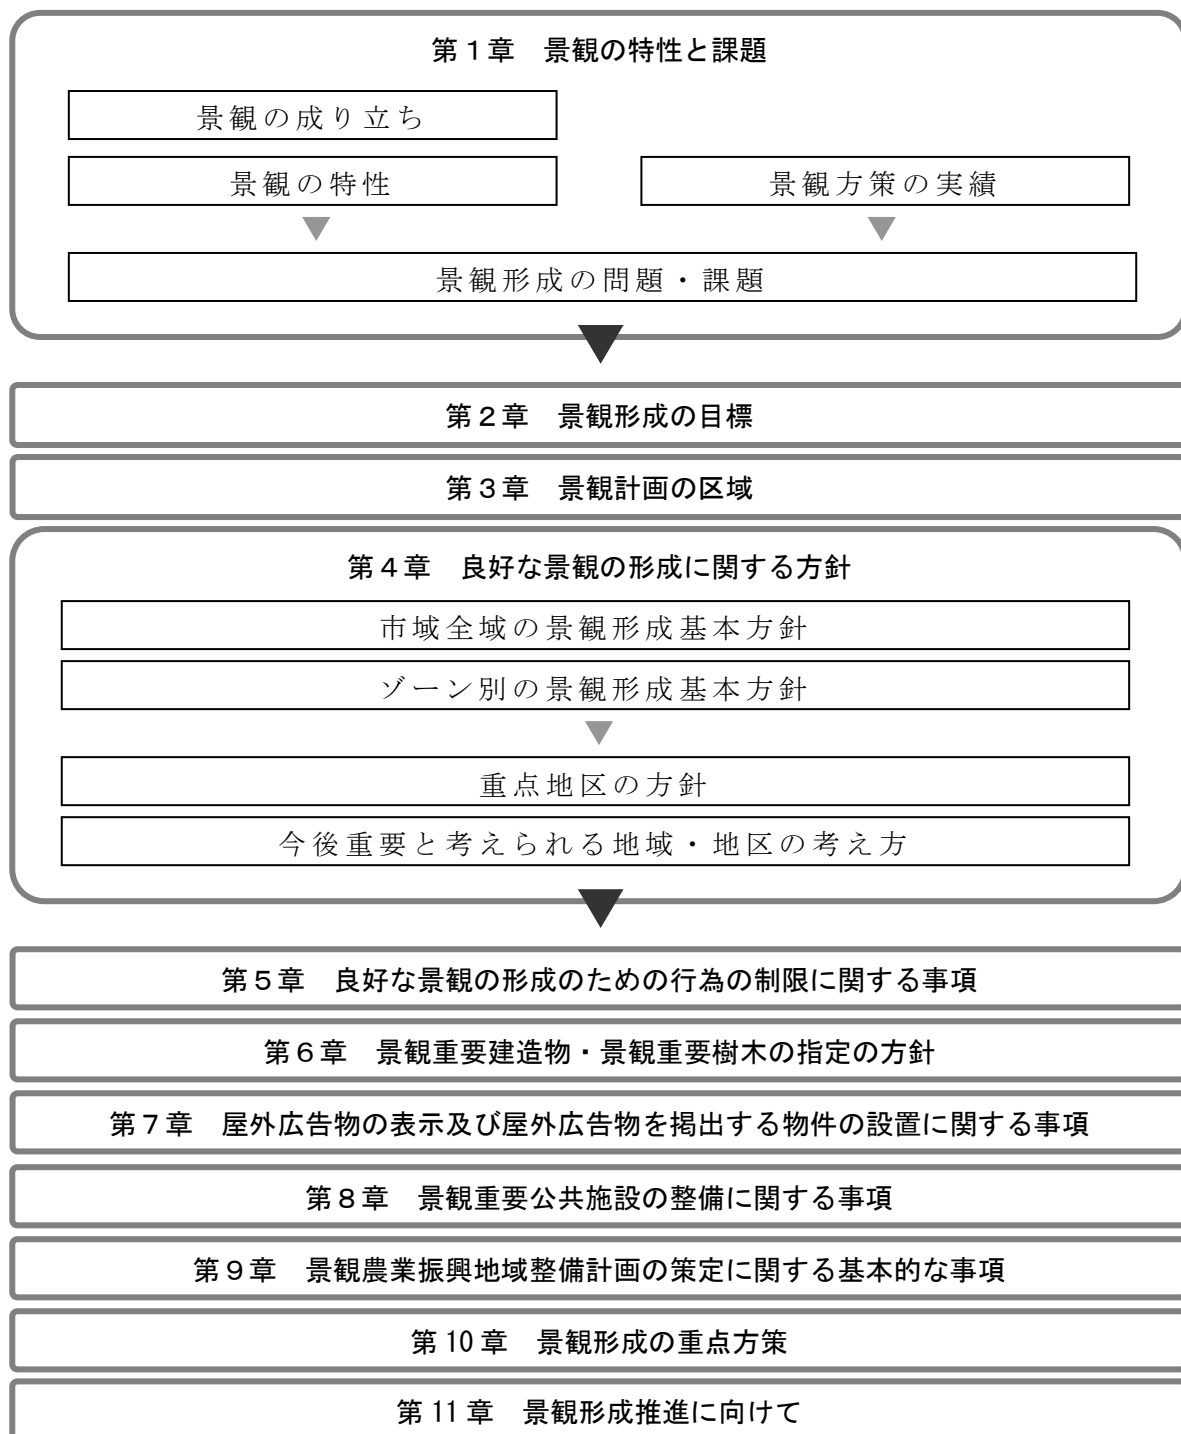 第1章　景観の特性と課題
景観の成り立ち
景観の特性
景観方策の実績
景観形成の問題・課題
第2章　景観形成の目標
第3章　景観計画の区域
第4章　良好な景観の形成に関する方針
市域全域の景観形成基本方針
ゾーン別の景観形成基本方針
重点地区の方針
今後重要と考えられる地域・地区の考え方
第5章　良好な景観の形成のための行為の制限に関する事項
第6章　景観重要建造物・景観重要樹木の指定の方針
第7章　屋外広告物の表示及び屋外広告物を掲出する物件の設置に関する事項
第8章　景観重要公共施設の整備に関する事項
第9章　景観農業振興地域整備計画の策定に関する基本的な事項
第10章　景観形成の重点方策
第11章　景観形成推進に向けて